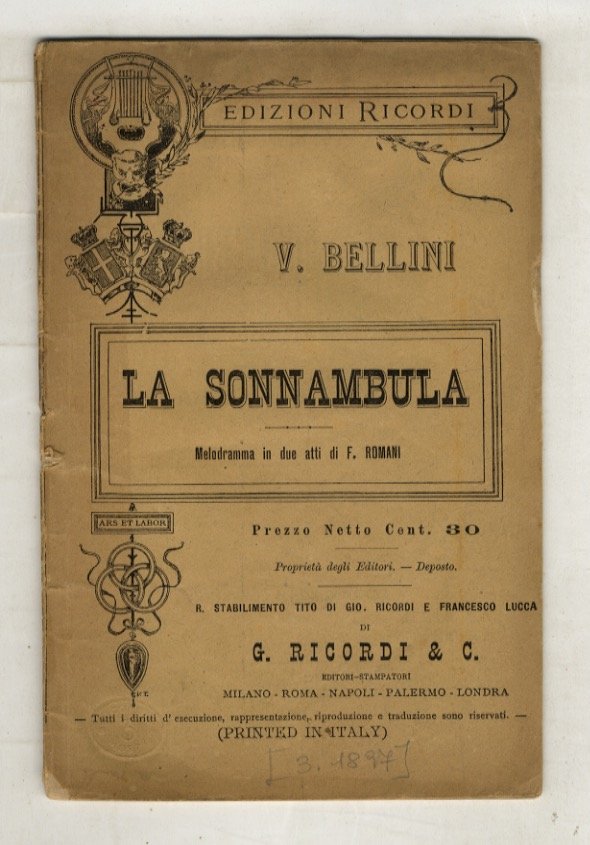 EDIZIONI RICORDI
V. BELLINI
LA SONNAMBULA
Melodramma in due atti di F. ROMANI
ARS ET LABOR
Prezzo Netto Cent. 30
Proprietà degli Editori. — Deposto.
R. STABILIMENTO TITO DI GIO. RICORDI E FRANCESCO LUCCA
DI
G. RICORDI & C.
EDITORI-STAMPATORI
MILANO - ROMA - NAPOLI - PALERMO - LONDRA
— Tutti i diritti d'esecuzione, rappresentazione, riproduzione e traduzione sono riservati. —
(PRINTED IN ITALY)
[3. 1897]